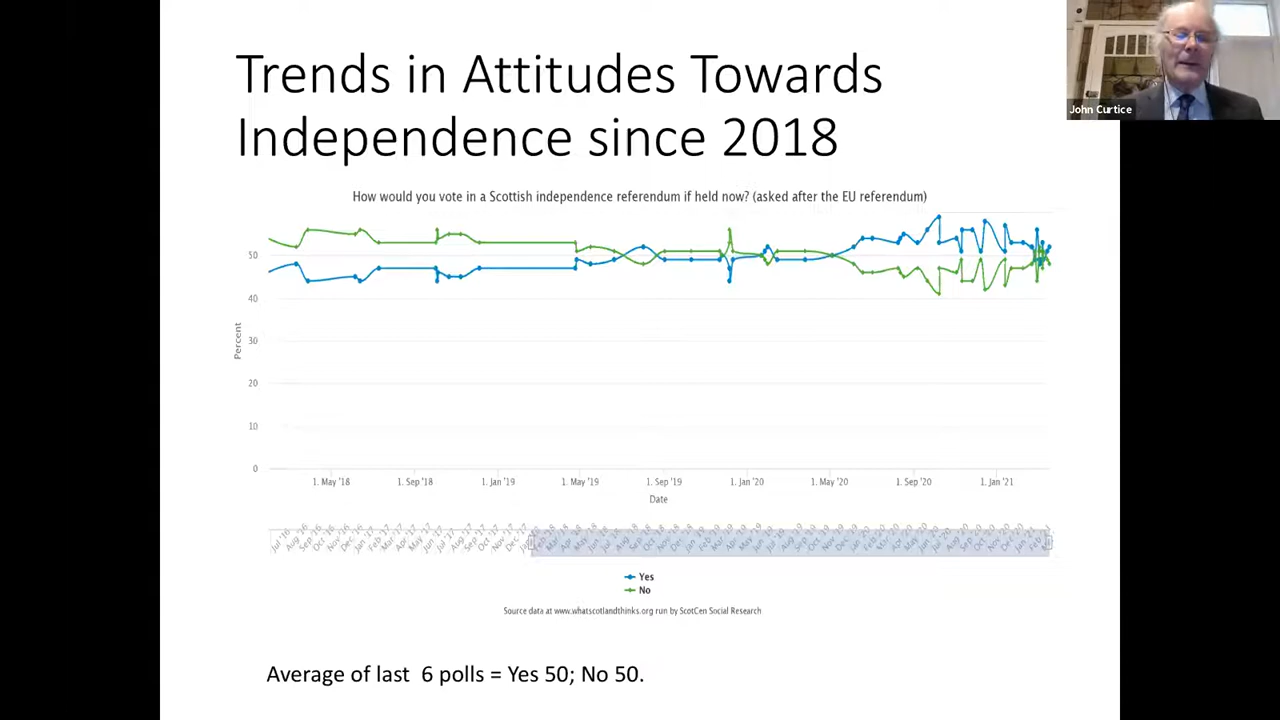 Trends in Attitudes Towards
Independence since 2018
John Curtice
How would you vote in a Scottish independence referendum if held now? (asked after the EU referendum)
50
40
30
20
10
0
Percent
1. May '18
1. Sep '18
1. Jan '19
1. May '19
1. Sep '19
1. Jan '20
1. May '20
1. Sep '20
1. Jan '21
Date
Yes
No
Source data at www.whatscotlandthinks.org run by ScotCen Social Research
Average of last 6 polls = Yes 50; No 50.